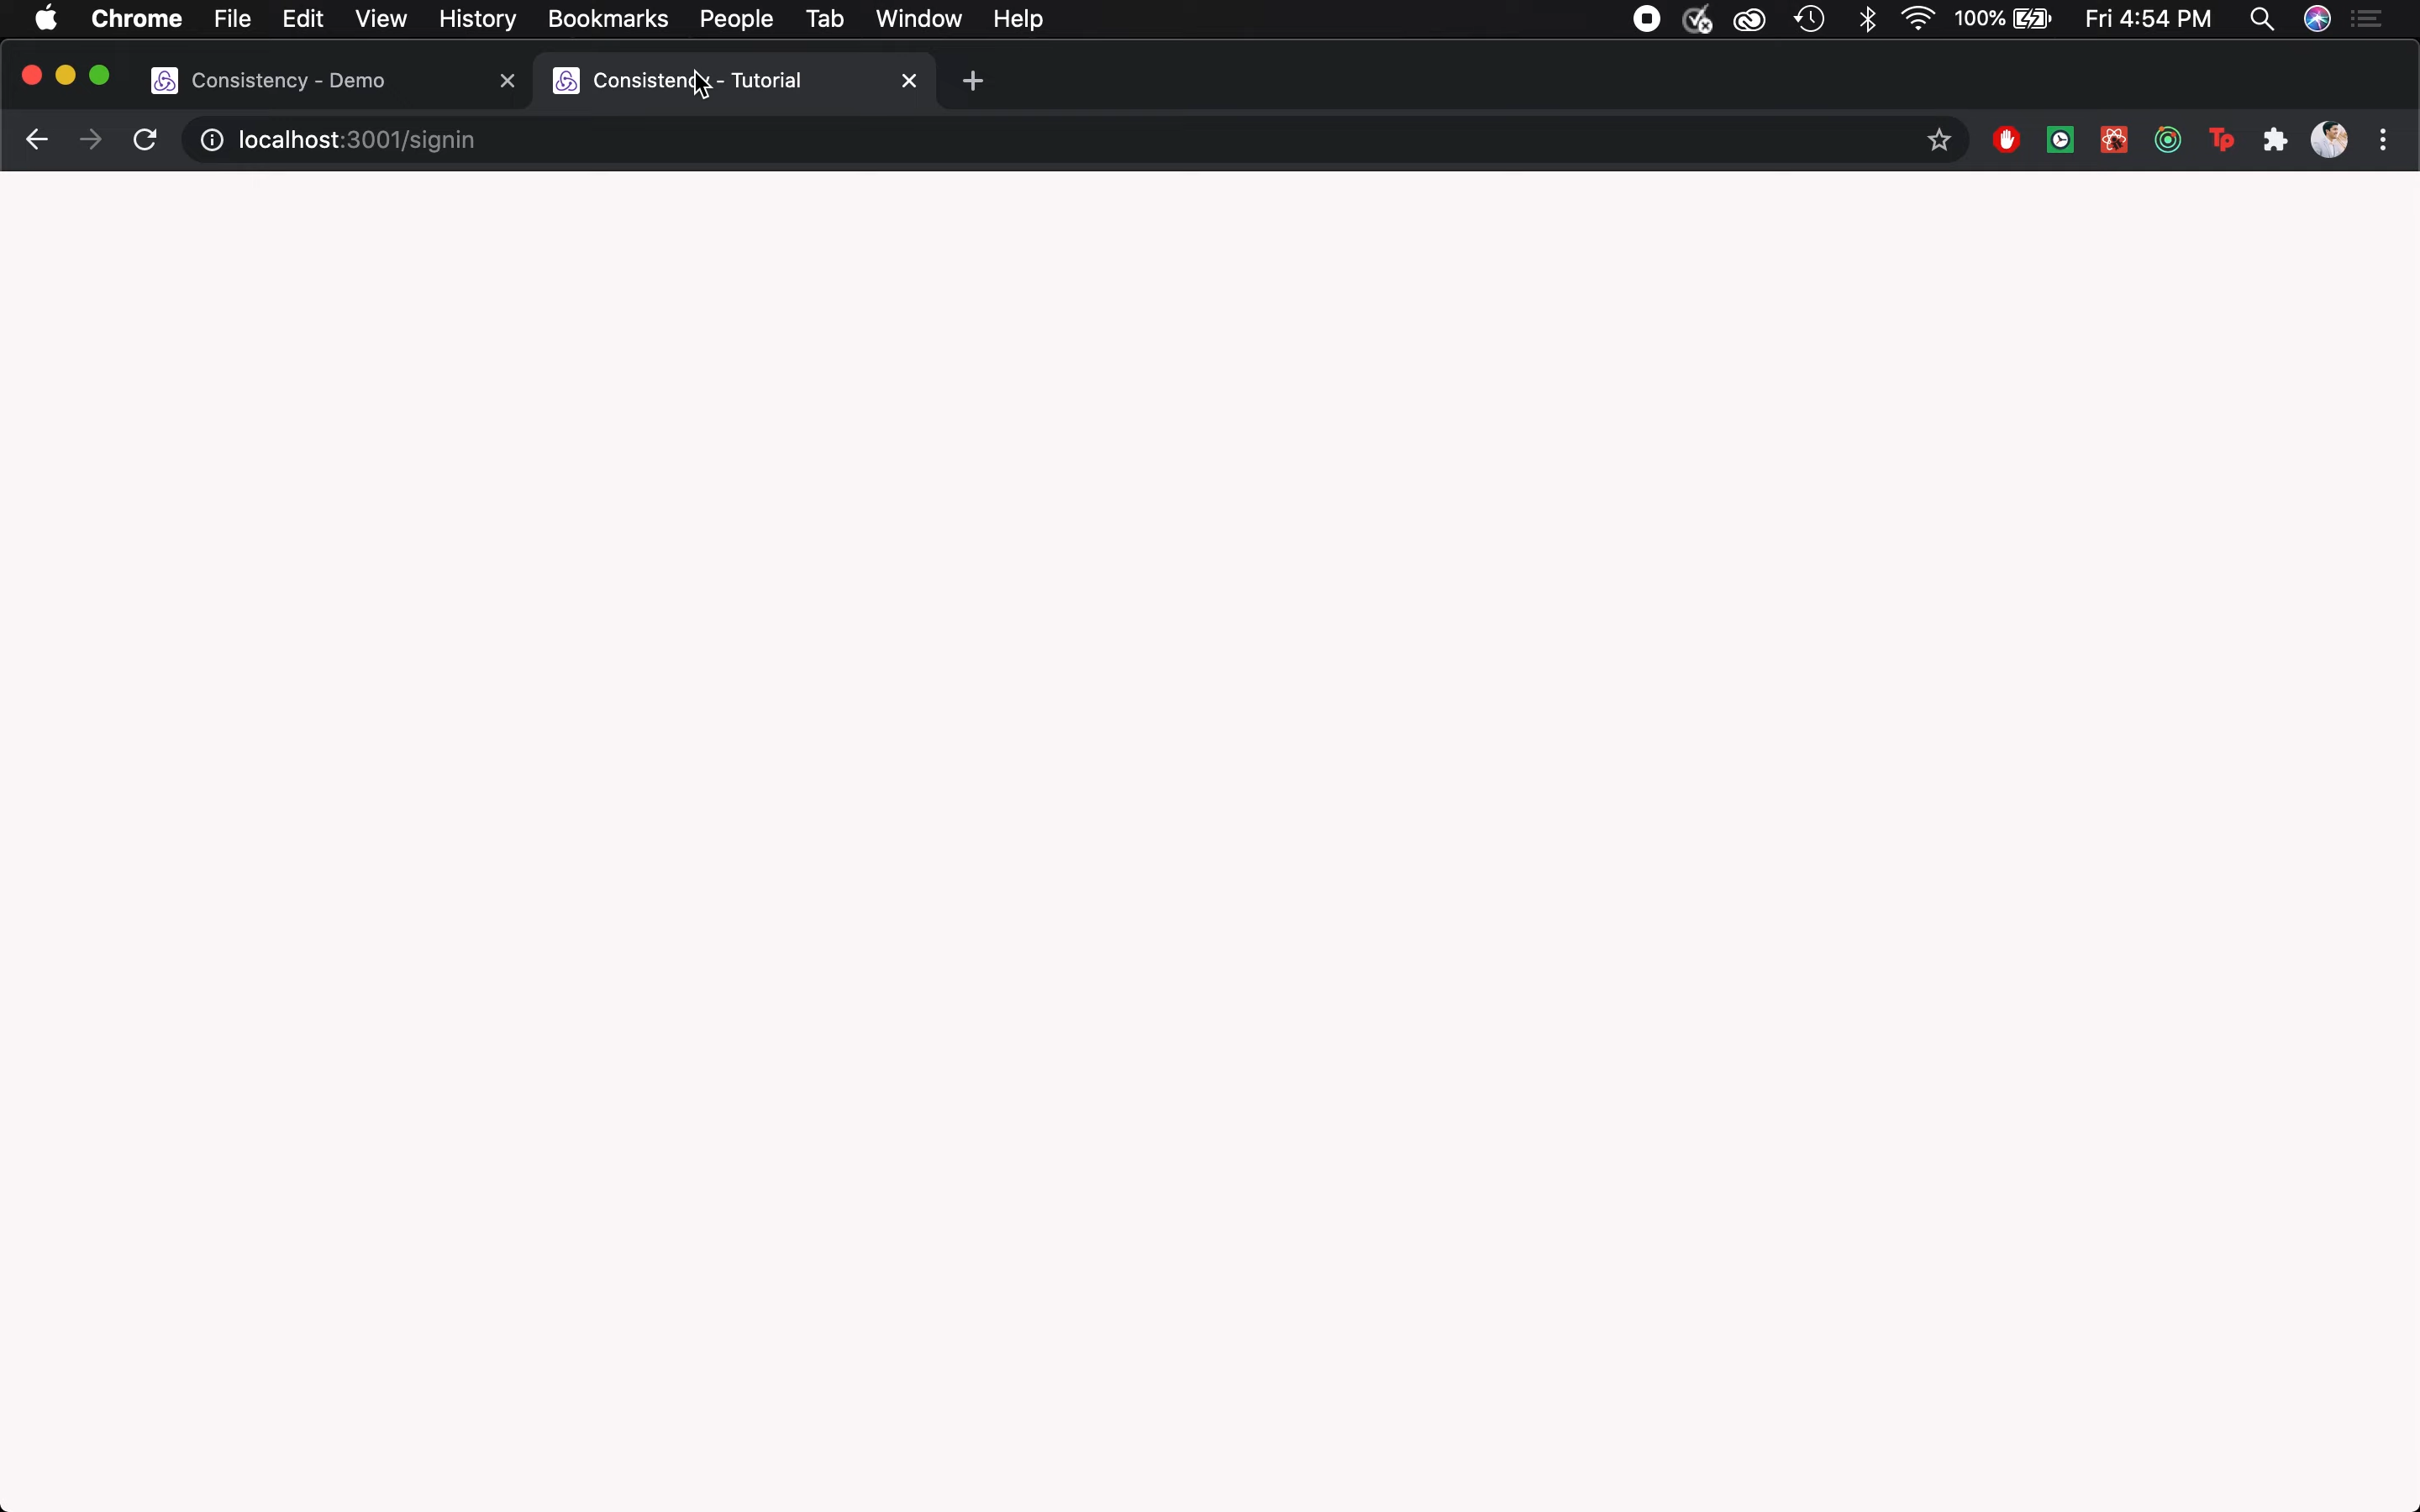 Chrome File Edit View History Bookmarks People Tab Window Help 100% Fri 4:54 PM
Consistency - Demo Consistency - Tutorial
localhost:3001/signin Tp